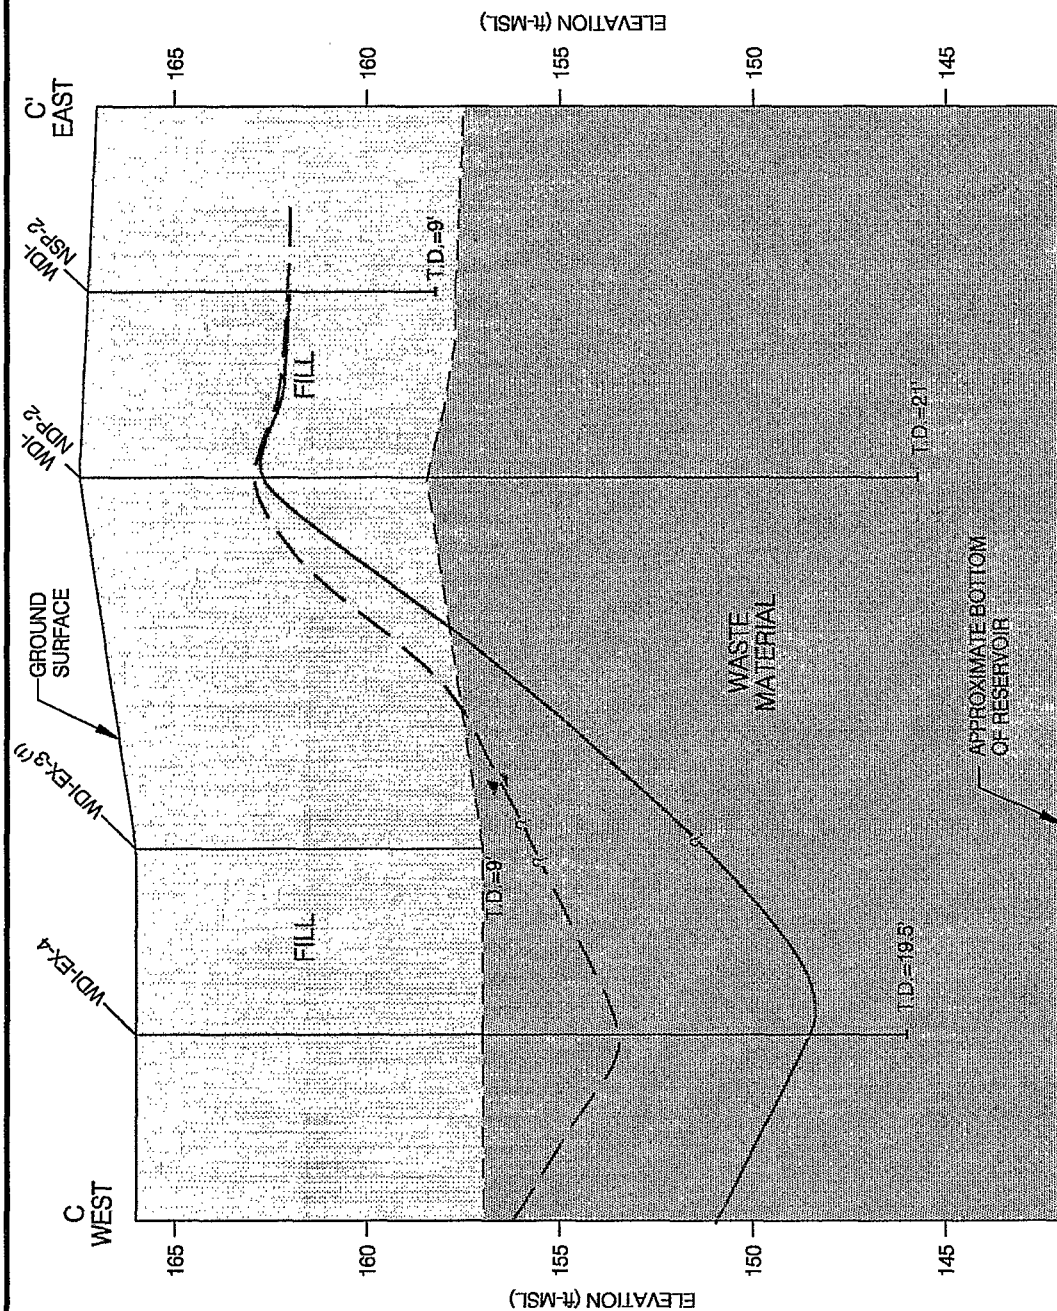 C
WEST
C'
EAST
WDI-EX-4
WDI-EX-3 (1)
GROUND
SURFACE
WDI-
NDP-2
WDI-
NSP-2
165
160
155
150
145
ELEVATION (ft-MSL)
165
160
155
150
145
ELEVATION (ft-MSL)
FILL
FILL
T.D.=9'
T.D.=9'
T.D.=19.5'
T.D.=21'
WASTE
MATERIAL
APPROXIMATE BOTTOM
OF RESERVOIR